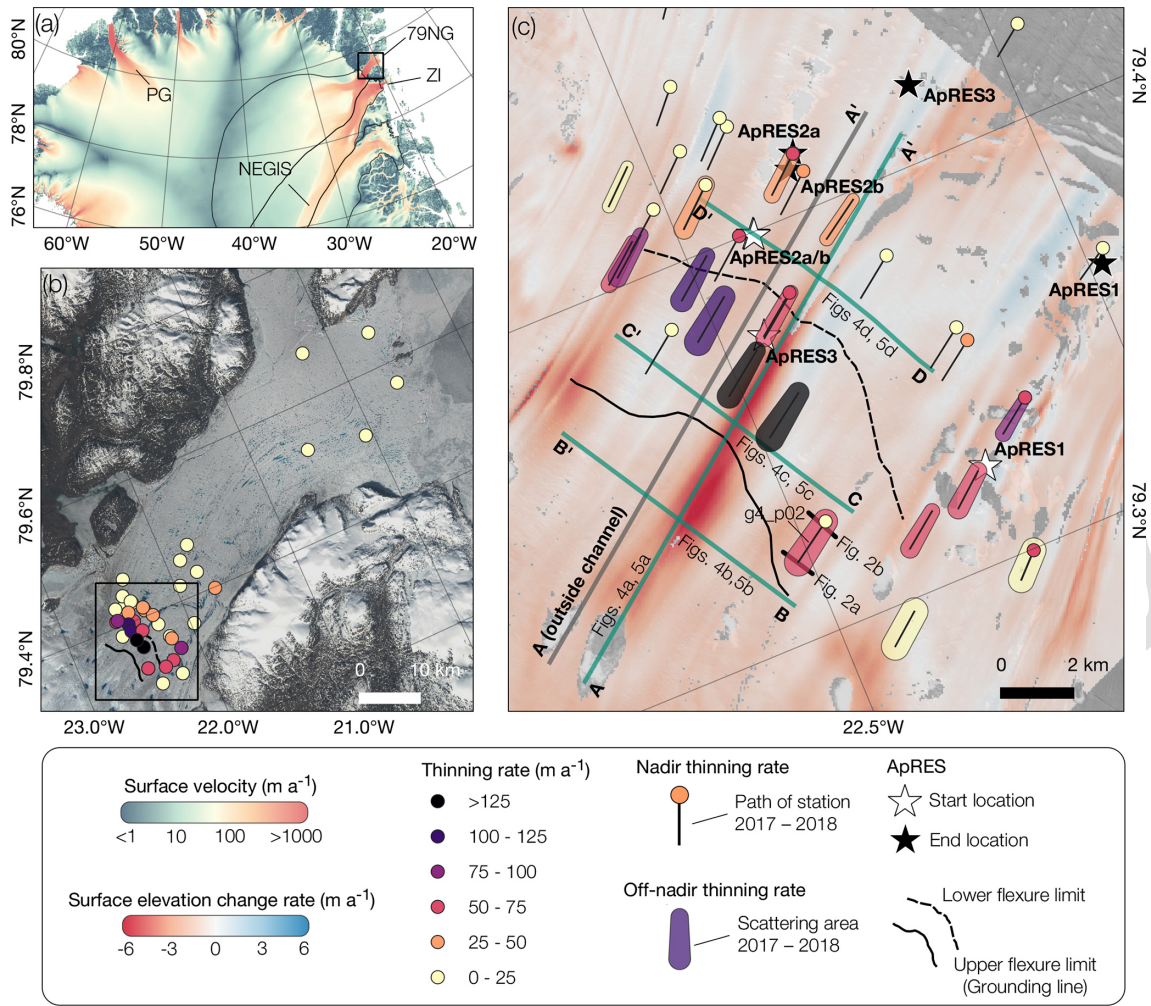 (a)
80°N
78°N
76°N
79NG
ZI
PG
NEGIS
60°W
50°W
40°W
30°W
20°W
(b)
79.8°N
79.6°N
79.4°N
0
10 km
23.0°W
22.0°W
21.0°W
(c)
79.4°N
79.3°N
ApRES3
A'
A'
ApRES2a
ApRES2b
D'
ApRES2a/b
ApRES1
Figs 4d, 5d
C'
ApRES3
D
B'
ApRES1
Figs. 4c, 5c
C
g4_p02
Fig. 2b
Figs. 4b,5b
Fig. 2a
B
A (outside channel)
Figs. 4a, 5a
A
0
2 km
22.5°W
Surface velocity (m a⁻¹)
<1
10
100
>1000
Surface elevation change rate (m a⁻¹)
-6
-3
0
3
6
Thinning rate (m a⁻¹)
>125
100 - 125
75 - 100
50 - 75
25 - 50
0 - 25
Nadir thinning rate
Path of station
2017 – 2018
Off-nadir thinning rate
Scattering area
2017 – 2018
ApRES
Start location
End location
Lower flexure limit
Upper flexure limit
(Grounding line)